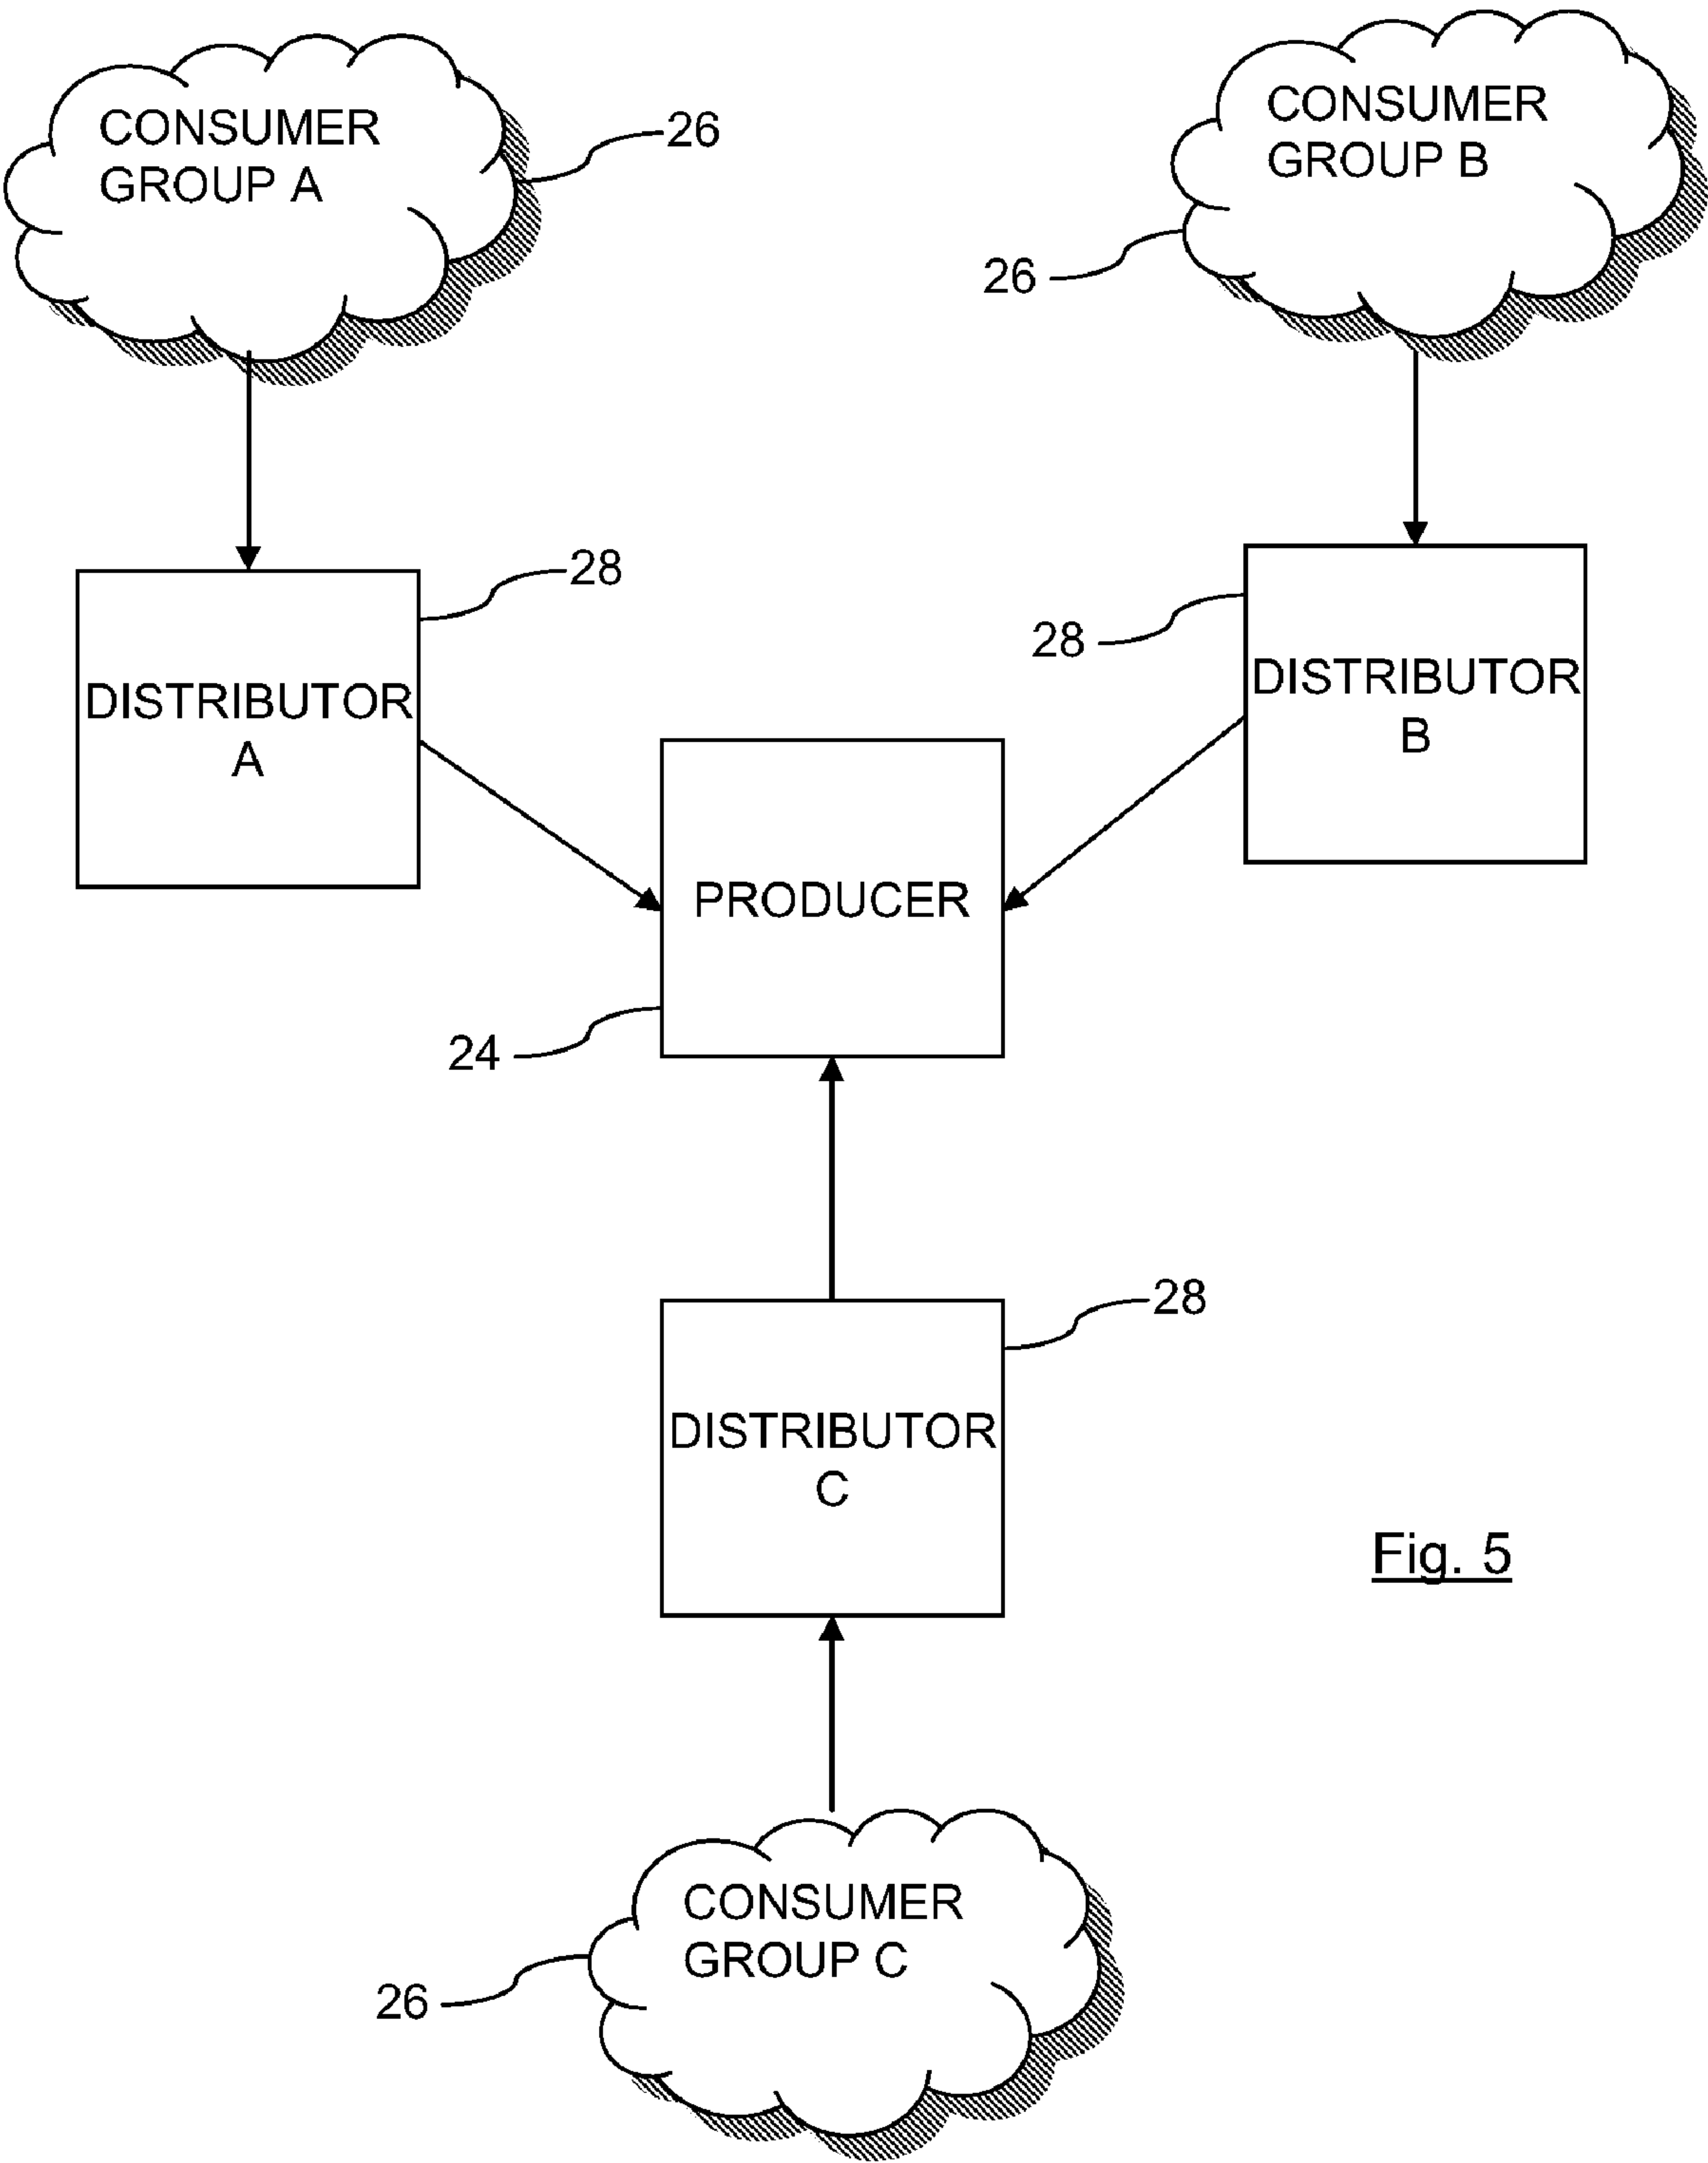 CONSUMER
GROUP A
26
CONSUMER
GROUP B
26
28
DISTRIBUTOR
A
28
DISTRIBUTOR
B
PRODUCER
24
28
DISTRIBUTOR
C
Fig. 5
CONSUMER
GROUP C
26